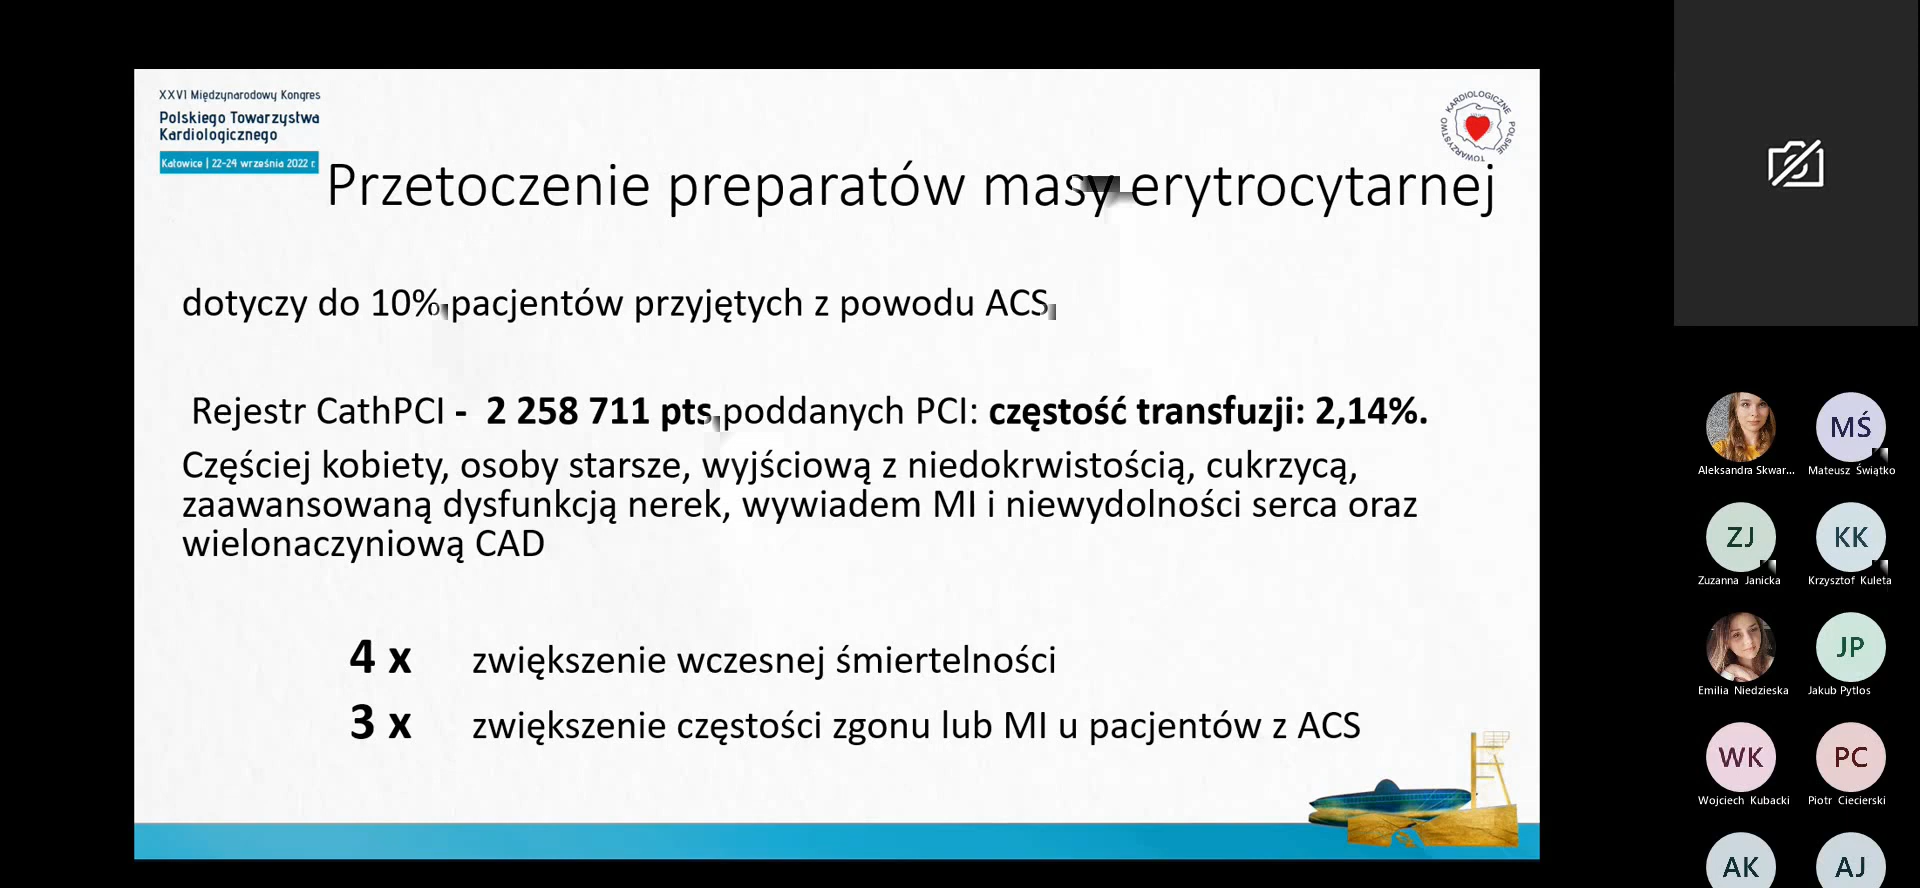 XXVI Międzynarodowy Kongres
Polskiego Towarzystwa
Kardiologicznego
Katowice | 22-24 września 2022 r.
POLSKIE TOWARZYSTWO KARDIOLOGICZNE
Przetoczenie preparatów masy erytrocytarnej
dotyczy do 10% pacjentów przyjętych z powodu ACS
Rejestr CathPCI - 2 258 711 pts poddanych PCI: częstość transfuzji: 2,14%.
Częściej kobiety, osoby starsze, wyjściową z niedokrwistością, cukrzycą,
zaawansowaną dysfunkcją nerek, wywiadem MI i niewydolności serca oraz
wielonaczyniową CAD
4 x zwiększenie wczesnej śmiertelności
3 x zwiększenie częstości zgonu lub MI u pacjentów z ACS
MŚ
Aleksandra Skwar... Mateusz Świątko
ZJ KK
Zuzanna Janicka Krzysztof Kuleta
JP
Emilia Niedzieska Jakub Pytlos
WK PC
Wojciech Kubacki Piotr Ciecierski
AK AJ